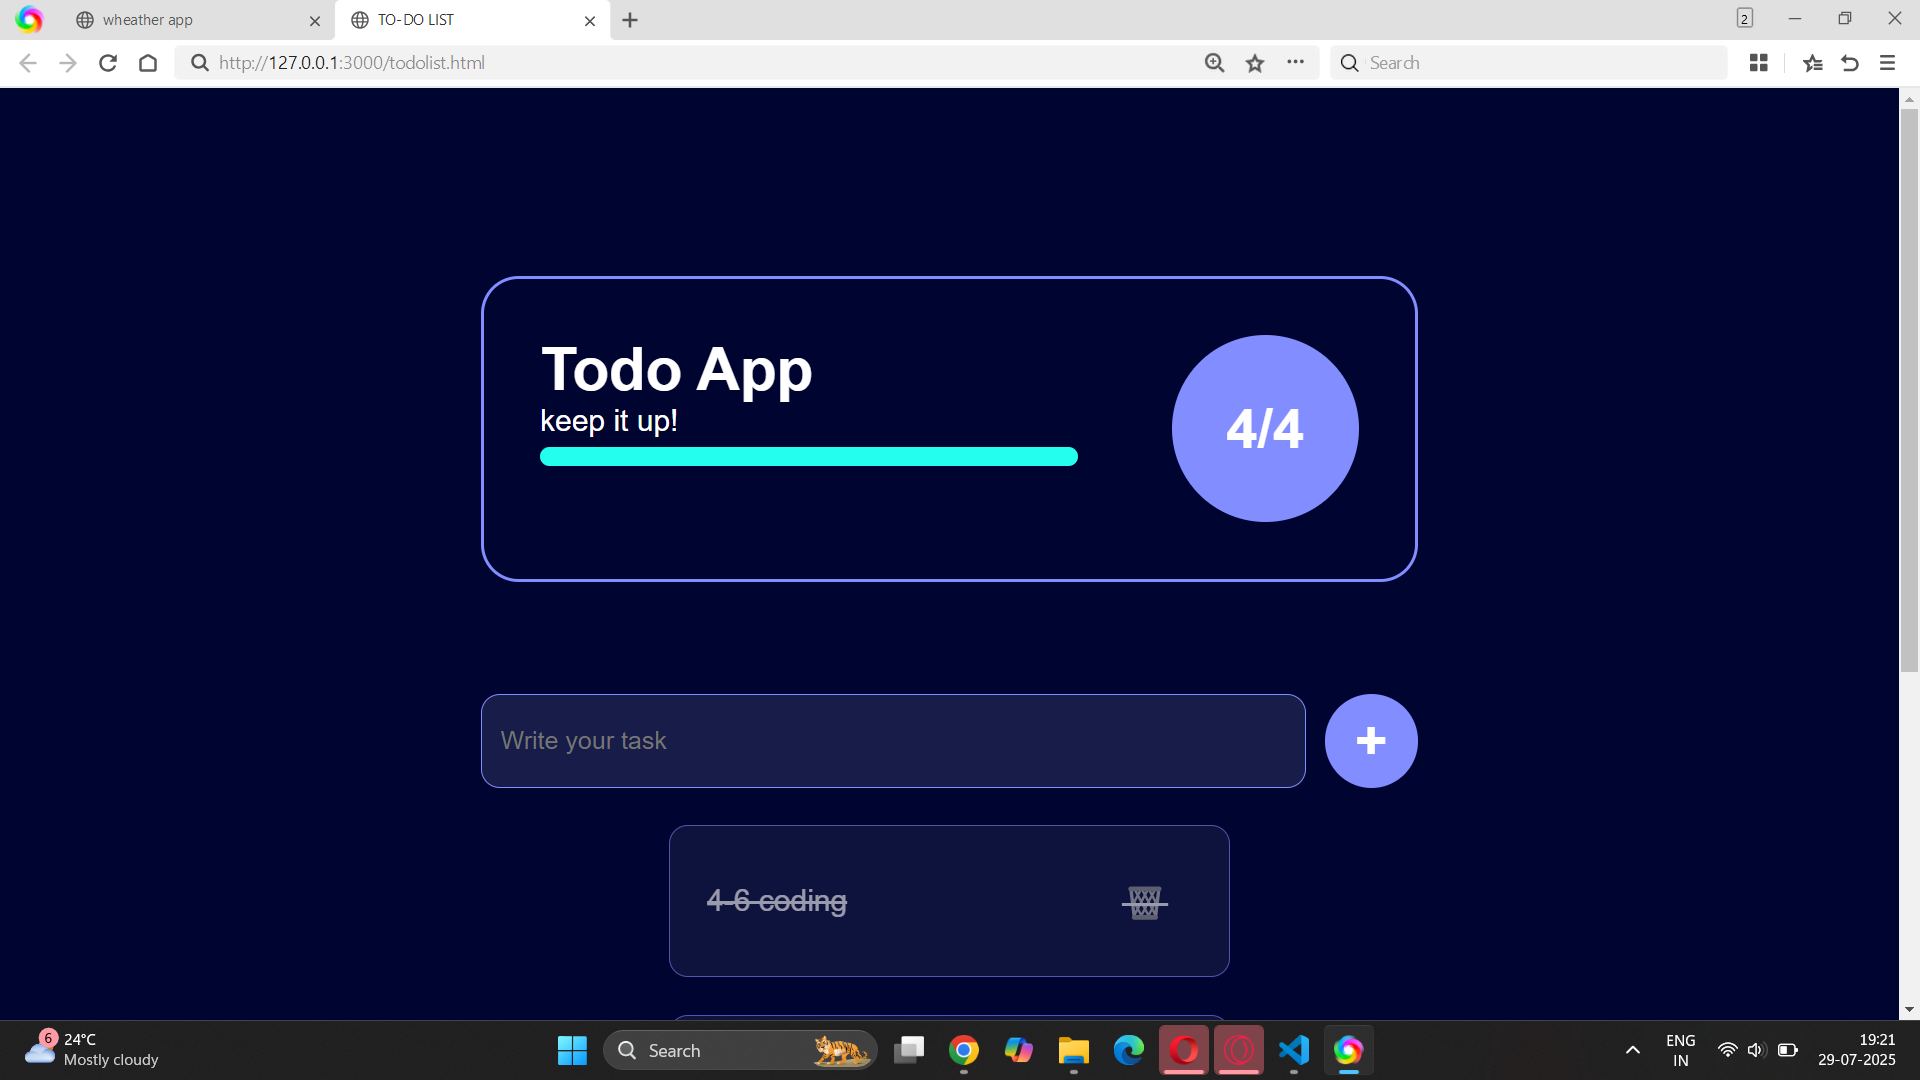 wheather app
TO-DO LIST
2
http://127.0.0.1:3000/todolist.html
Search
Todo App
keep it up!
4/4
Write your task
+
4-6 coding
6
24°C
Mostly cloudy
Search
ENG
IN
19:21
29-07-2025